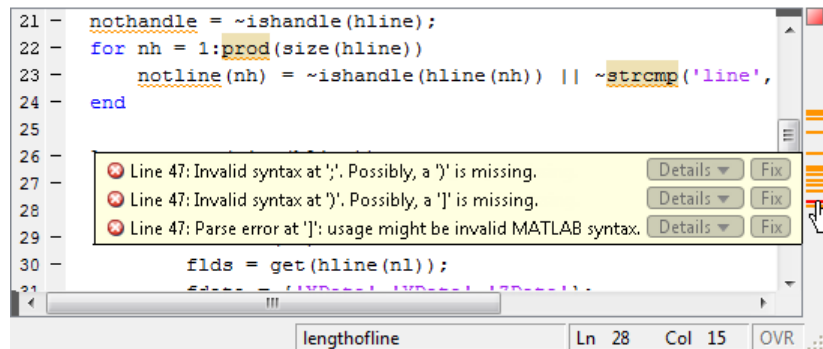 21 - nothandle = ~ishandle(hline);
22 - for nh = 1:prod(size(hline))
23 - notline(nh) = ~ishandle(hline(nh)) || ~strcmp('line',
24 - end
25
26 -
Line 47: Invalid syntax at ';'. Possibly, a ')' is missing. Details Fix
27 -
Line 47: Invalid syntax at ')'. Possibly, a ']' is missing. Details Fix
28
Line 47: Parse error at ']': usage might be invalid MATLAB syntax. Details Fix
29 -
30 - flds = get(hline(nl));
31
lengthofline Ln 28 Col 15 OVR